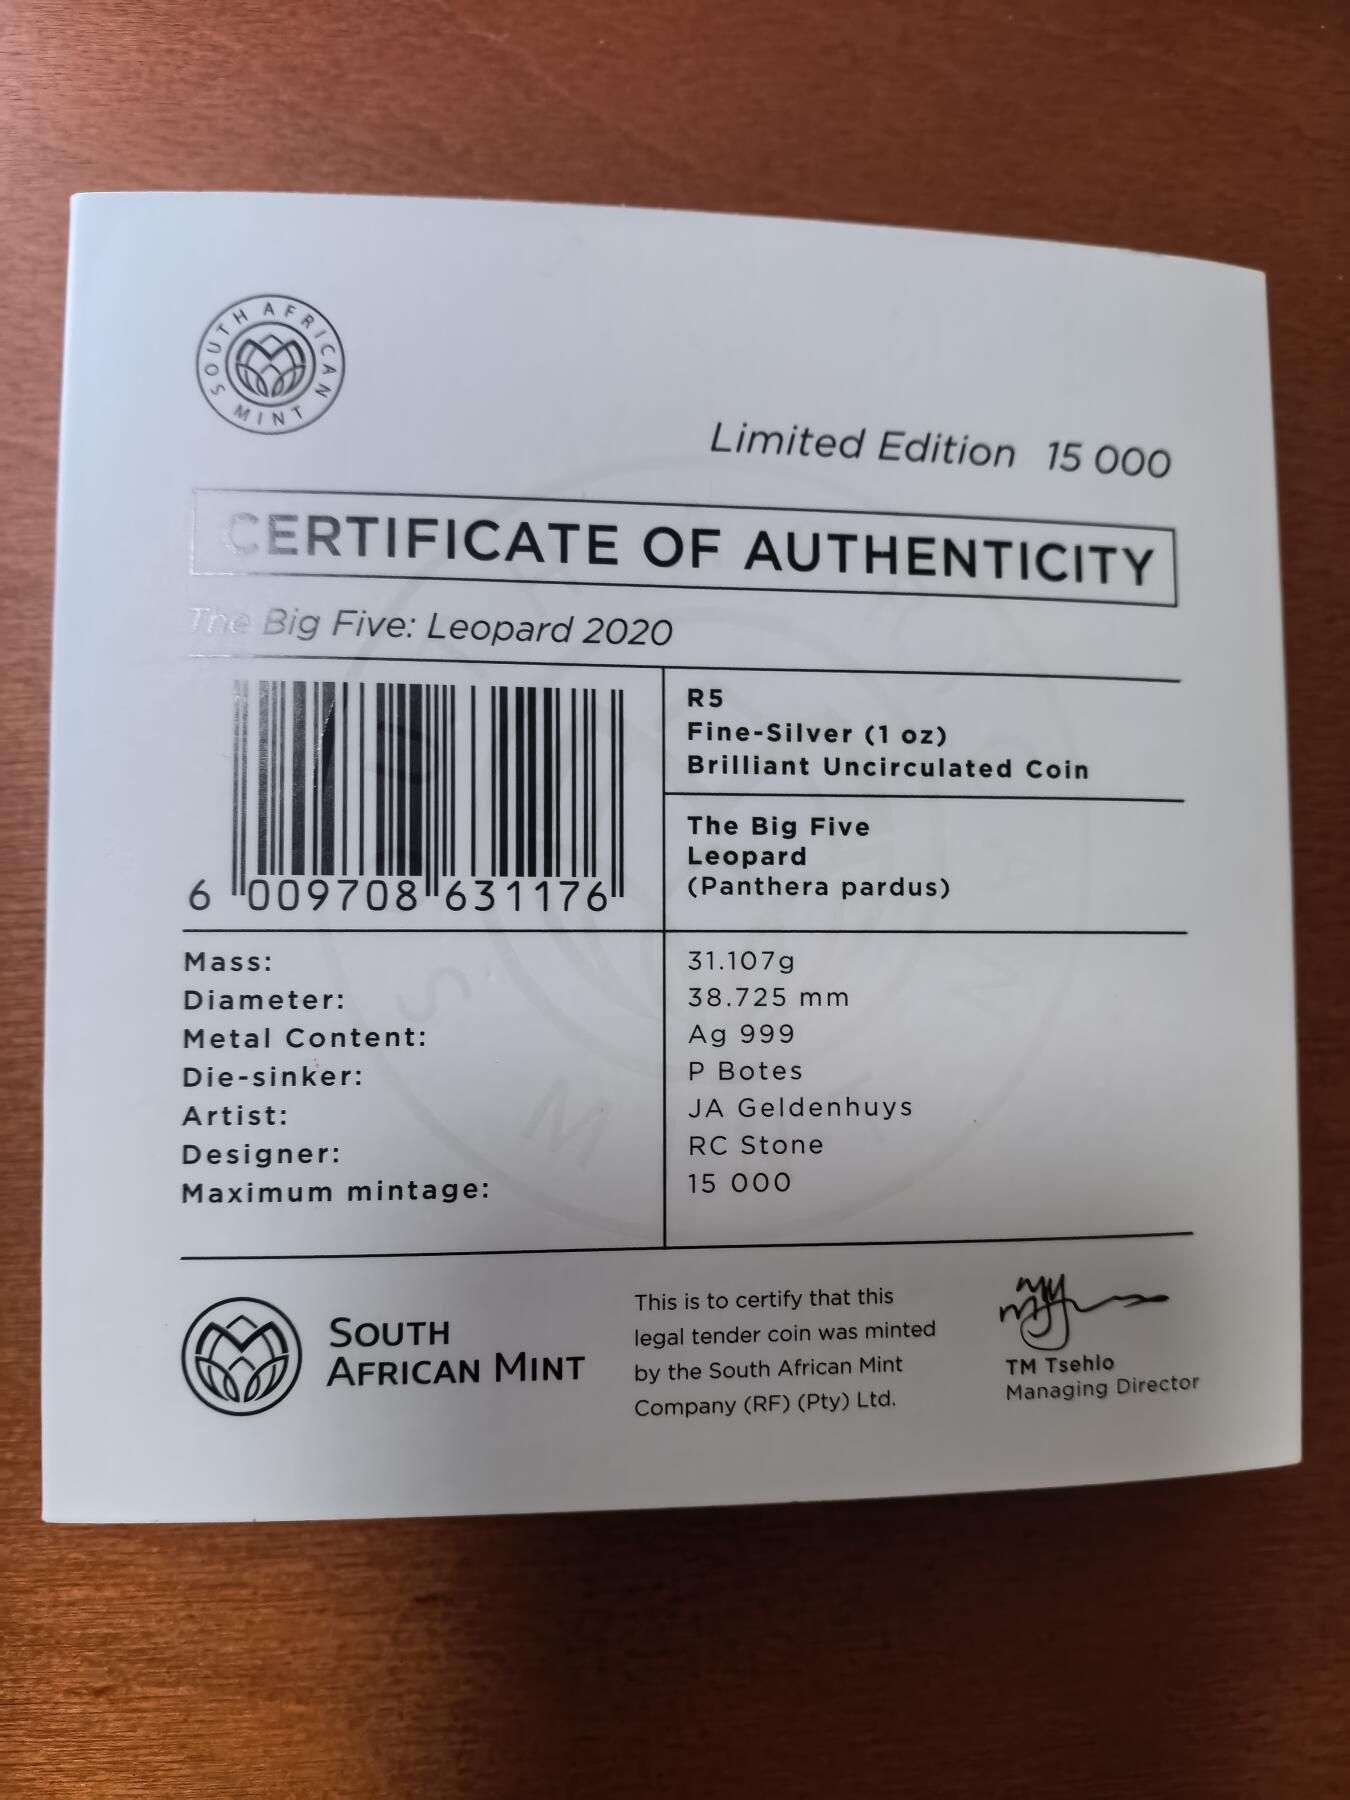 SOUTH AFRICAN MINT
Limited Edition 15 000
CERTIFICATE OF AUTHENTICITY
The Big Five: Leopard 2020
R5
Fine-Silver (1 oz)
Brilliant Uncirculated Coin
The Big Five
Leopard
(Panthera pardus)
6 009708 631176
Mass: 31.107g
Diameter: 38.725 mm
Metal Content: Ag 999
Die-sinker: P Botes
Artist: JA Geldenhuys
Designer: RC Stone
Maximum mintage: 15 000
SOUTH
AFRICAN MINT
This is to certify that this
legal tender coin was minted
by the South African Mint
Company (RF) (Pty) Ltd.
TM Tsehlo
Managing Director